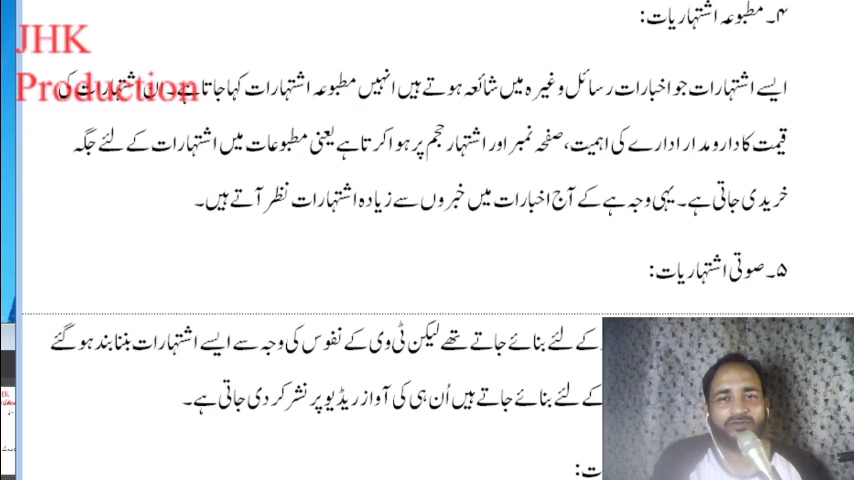 JHK
Production
۴۔ مطبوعہ اشتہاریات:
ایسے اشتہارات جو اخبارات رسائل وغیرہ میں شائع ہوتے ہیں انہیں مطبوعہ اشتہارات کہا جاتا ہے۔ ان اشتہارات کی
قیمت کا دارومدار ادارے کی اہمیت، صفحہ نمبر اور اشتہار حجم پر ہوا کرتا ہے یعنی مطبوعات میں اشتہارات کے لئے جگہ
خریدی جاتی ہے۔ یہی وجہ ہے کے آج اخبارات میں خبروں سے زیادہ اشتہارات نظر آتے ہیں۔
۵۔ صوتی اشتہاریات:
کے لئے بنائے جاتے تھے لیکن ٹی وی کے نفوس کی وجہ سے ایسے اشتہارات بننا بند ہو گئے
کے لئے بنائے جاتے ہیں اُن ہی کی آواز ریڈیو پر نشر کر دی جاتی ہے۔
ت: